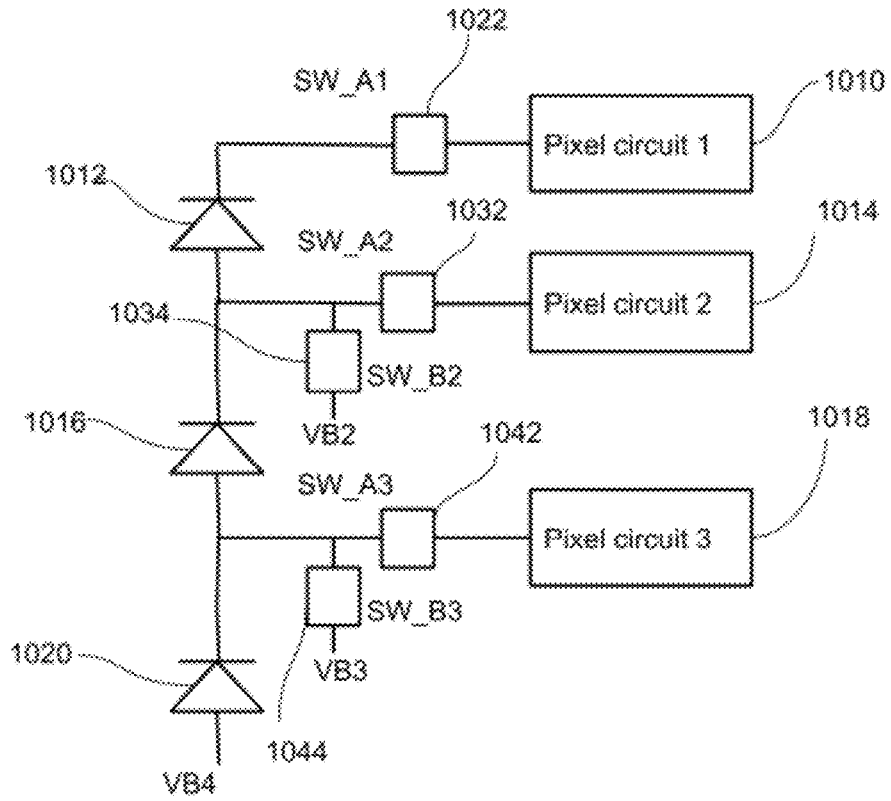 1022
SW_A1
1010
Pixel circuit 1
1012
1032
1014
SW_A2
Pixel circuit 2
1034
SW_B2
VB2
1016
1042
1018
SW_A3
Pixel circuit 3
SW_B3
1020
VB3
1044
VB4